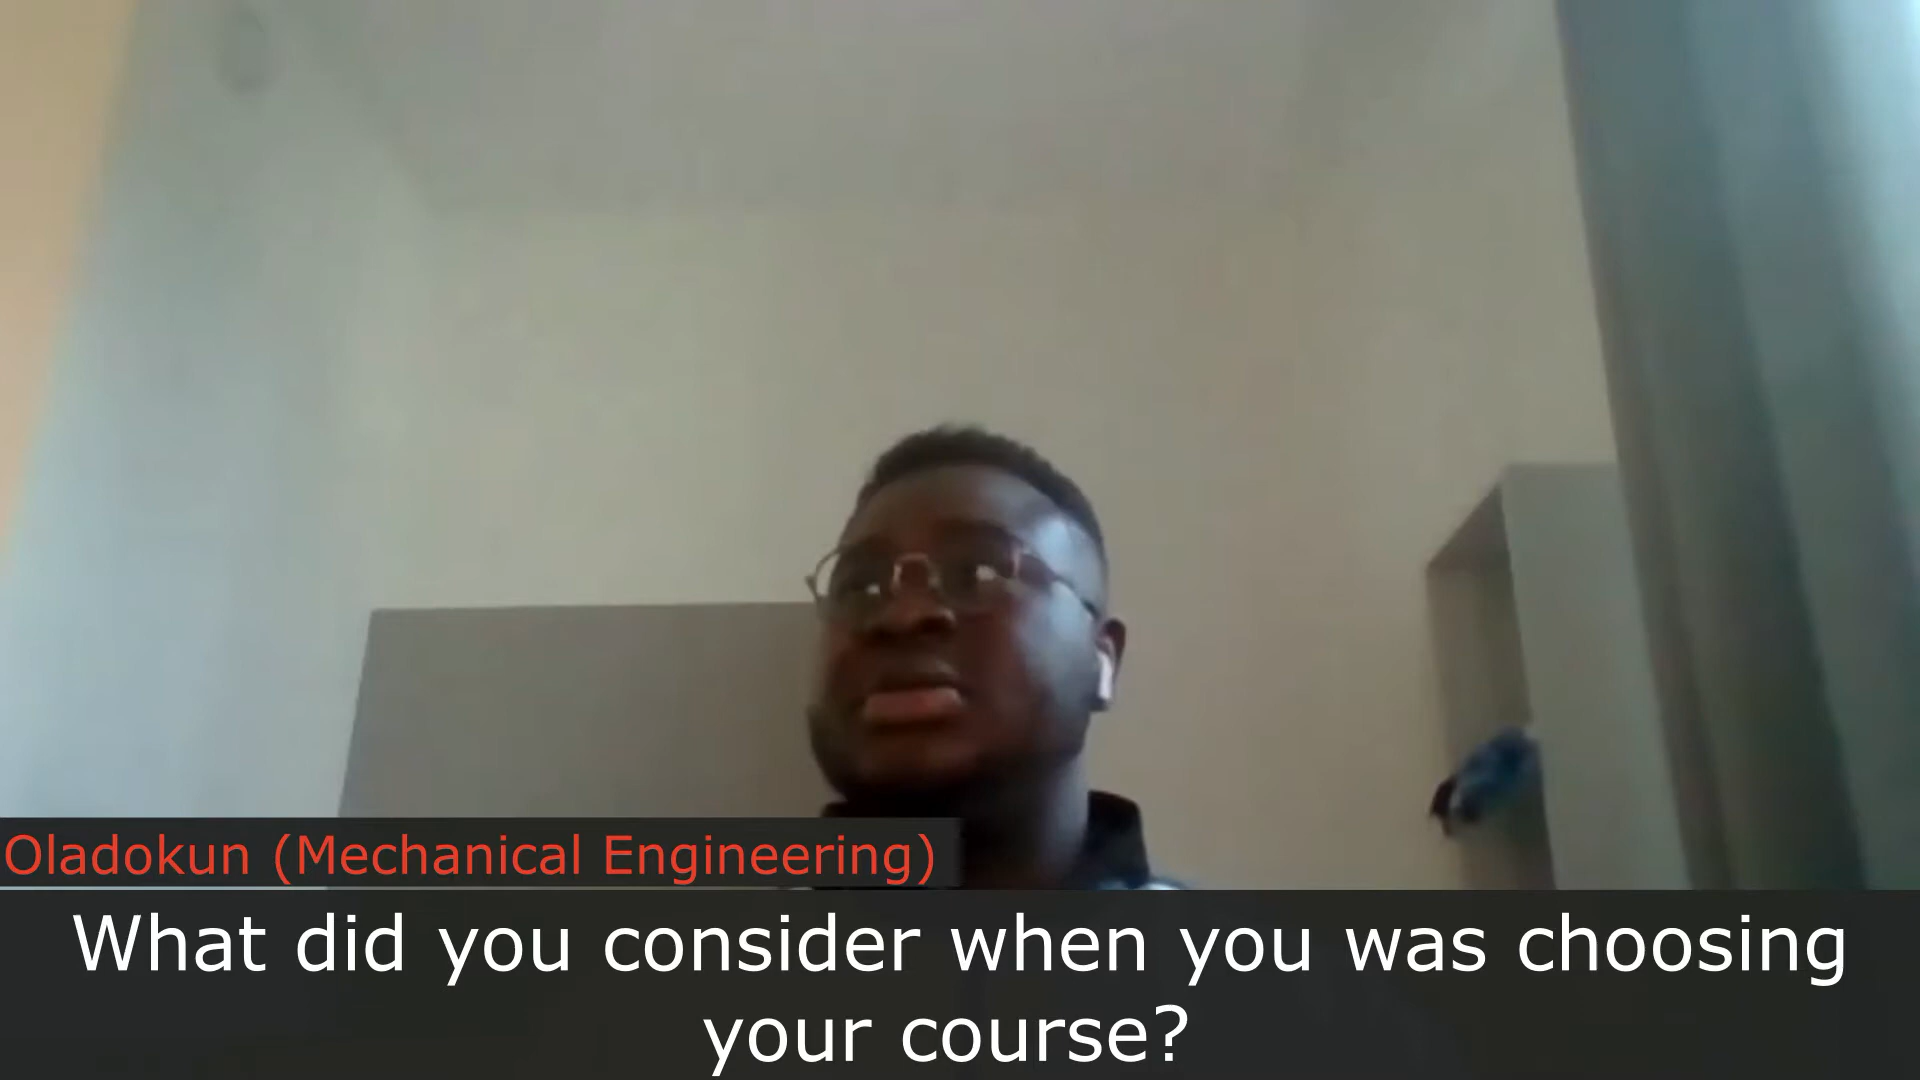 Oladokun (Mechanical Engineering)
What did you consider when you was choosing
your course?